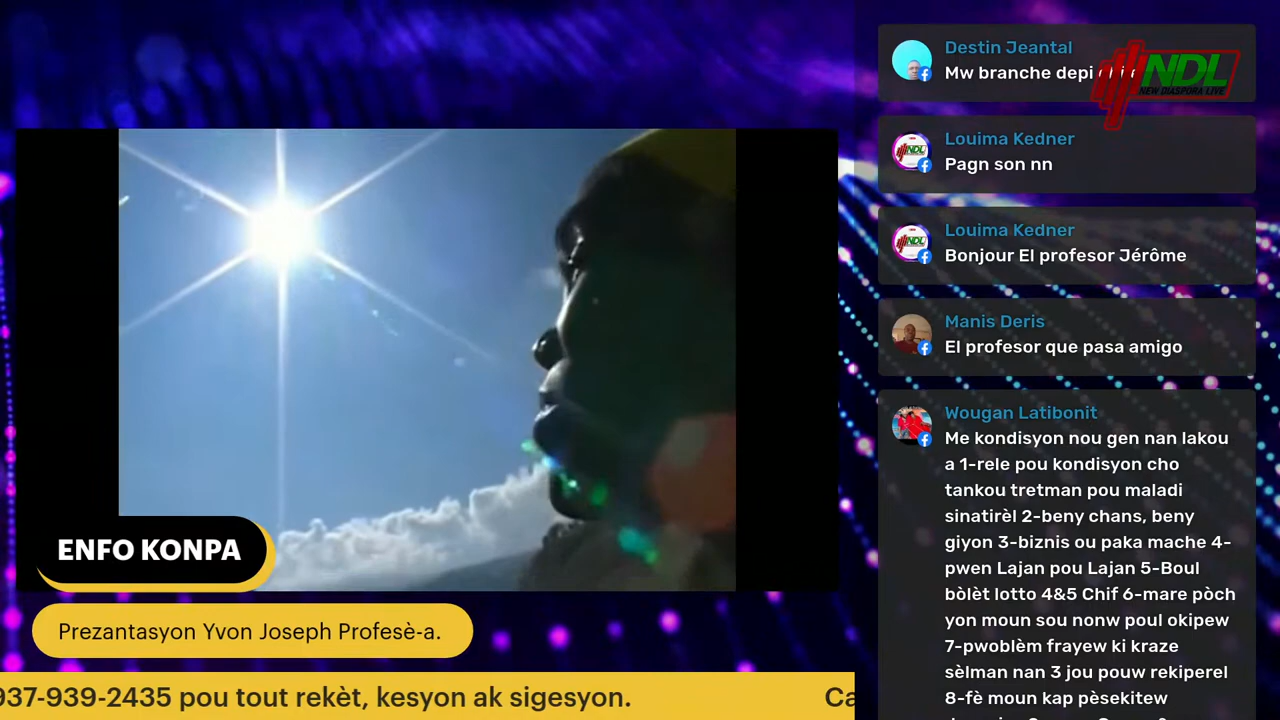 Destin Jeantal
Mw branche depi
NDL
NEW DIASPORA LIVE
Louima Kedner
Pagn son nn
Louima Kedner
Bonjour El profesor Jérôme
Manis Deris
El profesor que pasa amigo
Wougan Latibonit
Me kondisyon nou gen nan lakou
a 1-rele pou kondisyon cho
tankou tretman pou maladi
sinatirèl 2-beny chans, beny
giyon 3-biznis ou paka mache 4-
pwen Lajan pou Lajan 5-Boul
bòlèt lotto 4&5 Chif 6-mare pòch
yon moun sou nonw poul okipew
7-pwoblèm frayew ki kraze
sèlman nan 3 jou pouw rekiperel
8-fè moun kap pèsekitew
ENFO KONPA
Prezantasyon Yvon Joseph Profesè-a.
937-939-2435 pou tout rekèt, kesyon ak sigesyon.